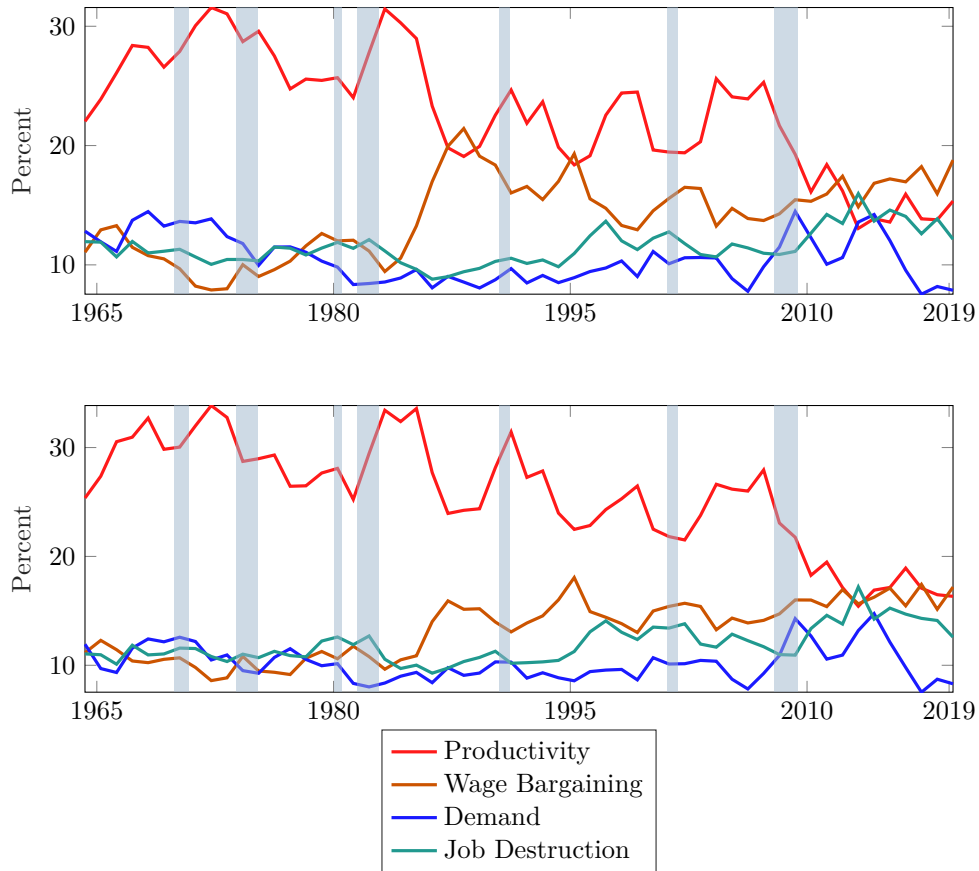 30
20
10
Percent
1965 1980 1995 2010 2019
30
20
10
Percent
1965 1980 1995 2010 2019
Productivity
Wage Bargaining
Demand
Job Destruction